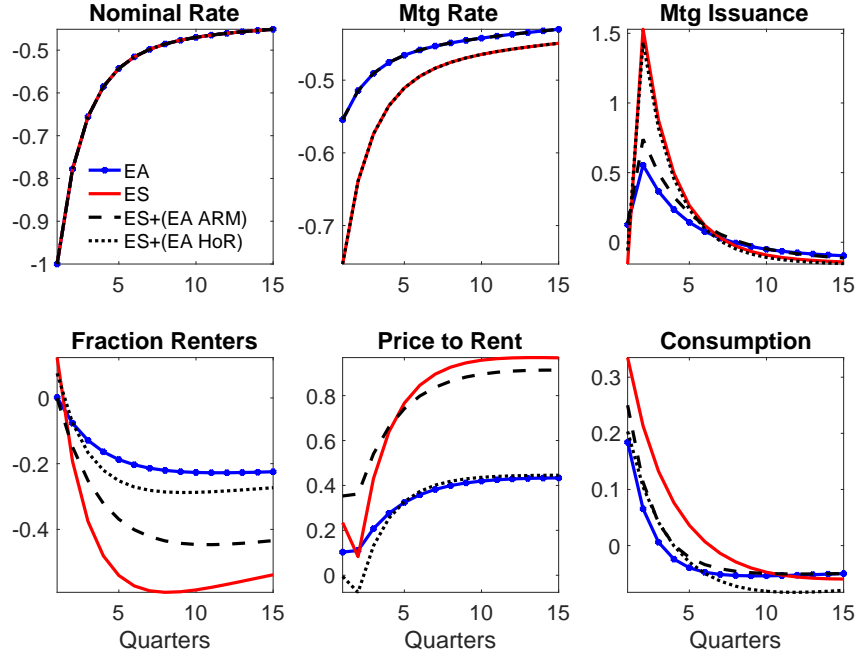 Nominal Rate
-0.5
-0.6
-0.7
-0.8
-0.9
-1
EA
ES
ES+(EA ARM)
ES+(EA HoR)
5 10 15
Mtg Rate
-0.5
-0.6
-0.7
5 10 15
Mtg Issuance
1.5
1
0.5
0
5 10 15
Fraction Renters
0
-0.2
-0.4
5 10 15
Quarters
Price to Rent
0.8
0.6
0.4
0.2
0
5 10 15
Quarters
Consumption
0.3
0.2
0.1
0
5 10 15
Quarters